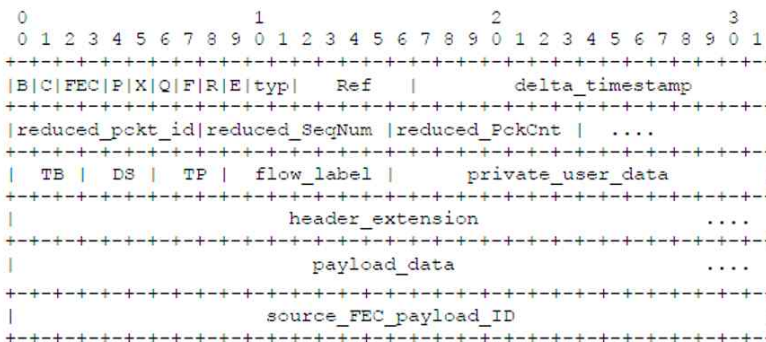 0 1 2 3
0 1 2 3 4 5 6 7 8 9 0 1 2 3 4 5 6 7 8 9 0 1 2 3 4 5 6 7 8 9 0 1
+-+-+-+-+-+-+-+-+-+-+-+-+-+-+-+-+-+-+-+-+-+-+-+-+-+-+-+-+-+-+-+-
|B|C|FEC|P|X|Q|F|R|E|typ| Ref | delta_timestamp
+-+-+-+-+-+-+-+-+-+-+-+-+-+-+-+-+-+-+-+-+-+-+-+-+-+-+-+-+-+-+-+-
|reduced_pckt_id|reduced_SeqNum |reduced_PckCnt | ....
+-+-+-+-+-+-+-+-+-+-+-+-+-+-+-+-+-+-+-+-+-+-+-+-+-+-+-+-+-+-+-+-
| TB | DS | TP | flow_label | private_user_data
+-+-+-+-+-+-+-+-+-+-+-+-+-+-+-+-+-+-+-+-+-+-+-+-+-+-+-+-+-+-+-+-
| header_extension ....
+-+-+-+-+-+-+-+-+-+-+-+-+-+-+-+-+-+-+-+-+-+-+-+-+-+-+-+-+-+-+-+-
| payload_data ....
+-+-+-+-+-+-+-+-+-+-+-+-+-+-+-+-+-+-+-+-+-+-+-+-+-+-+-+-+-+-+-+-
| source_FEC_payload_ID
+-+-+-+-+-+-+-+-+-+-+-+-+-+-+-+-+-+-+-+-+-+-+-+-+-+-+-+-+-+-+-+-